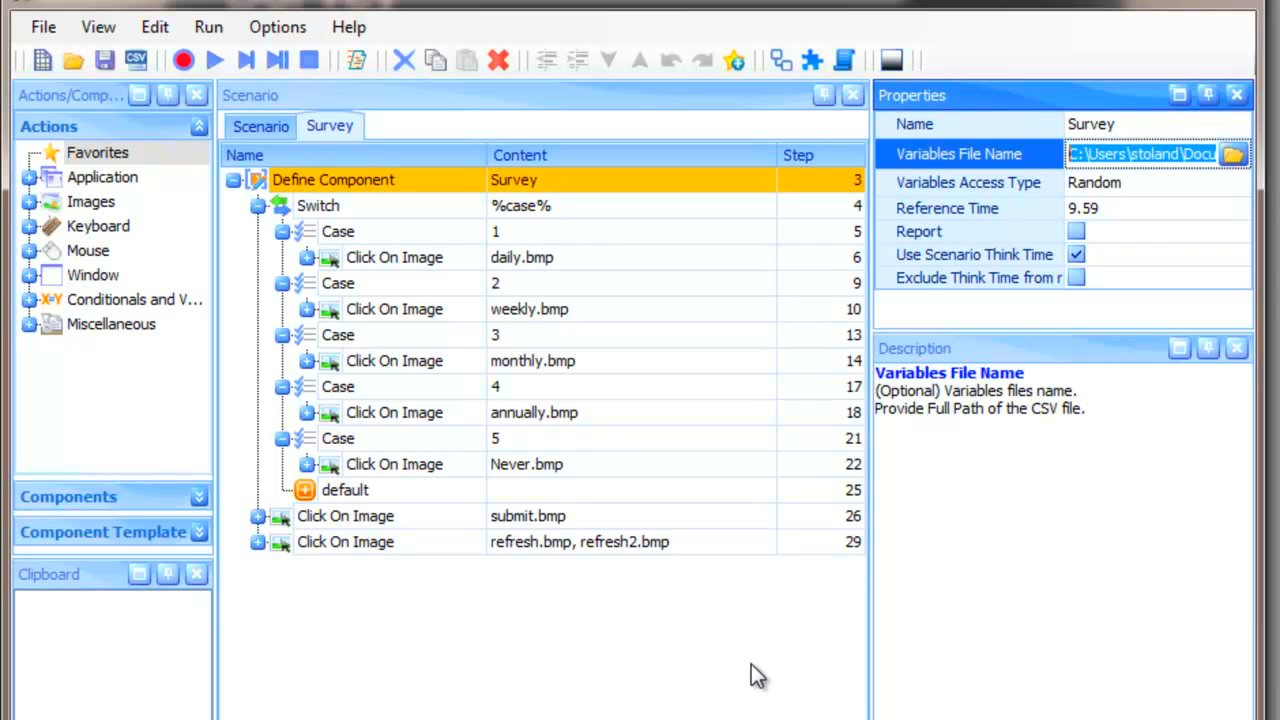 File View Edit Run Options Help
CSV
Actions/Comp...
Actions
Favorites
Application
Images
Keyboard
Mouse
Window
X=Y Conditionals and V...
Miscellaneous
Components
Component Template
Clipboard
Scenario
Scenario Survey
Name Content Step
Define Component Survey 3
Switch %case% 4
Case 1 5
Click On Image daily.bmp 6
Case 2 9
Click On Image weekly.bmp 10
Case 3 13
Click On Image monthly.bmp 14
Case 4 17
Click On Image annually.bmp 18
Case 5 21
Click On Image Never.bmp 22
default 25
Click On Image submit.bmp 26
Click On Image refresh.bmp, refresh2.bmp 29
Properties
Name Survey
Variables File Name C:\Users\stoland\Docu
Variables Access Type Random
Reference Time 9.59
Report
Use Scenario Think Time
Exclude Think Time from r
Description
Variables File Name
(Optional) Variables files name.
Provide Full Path of the CSV file.